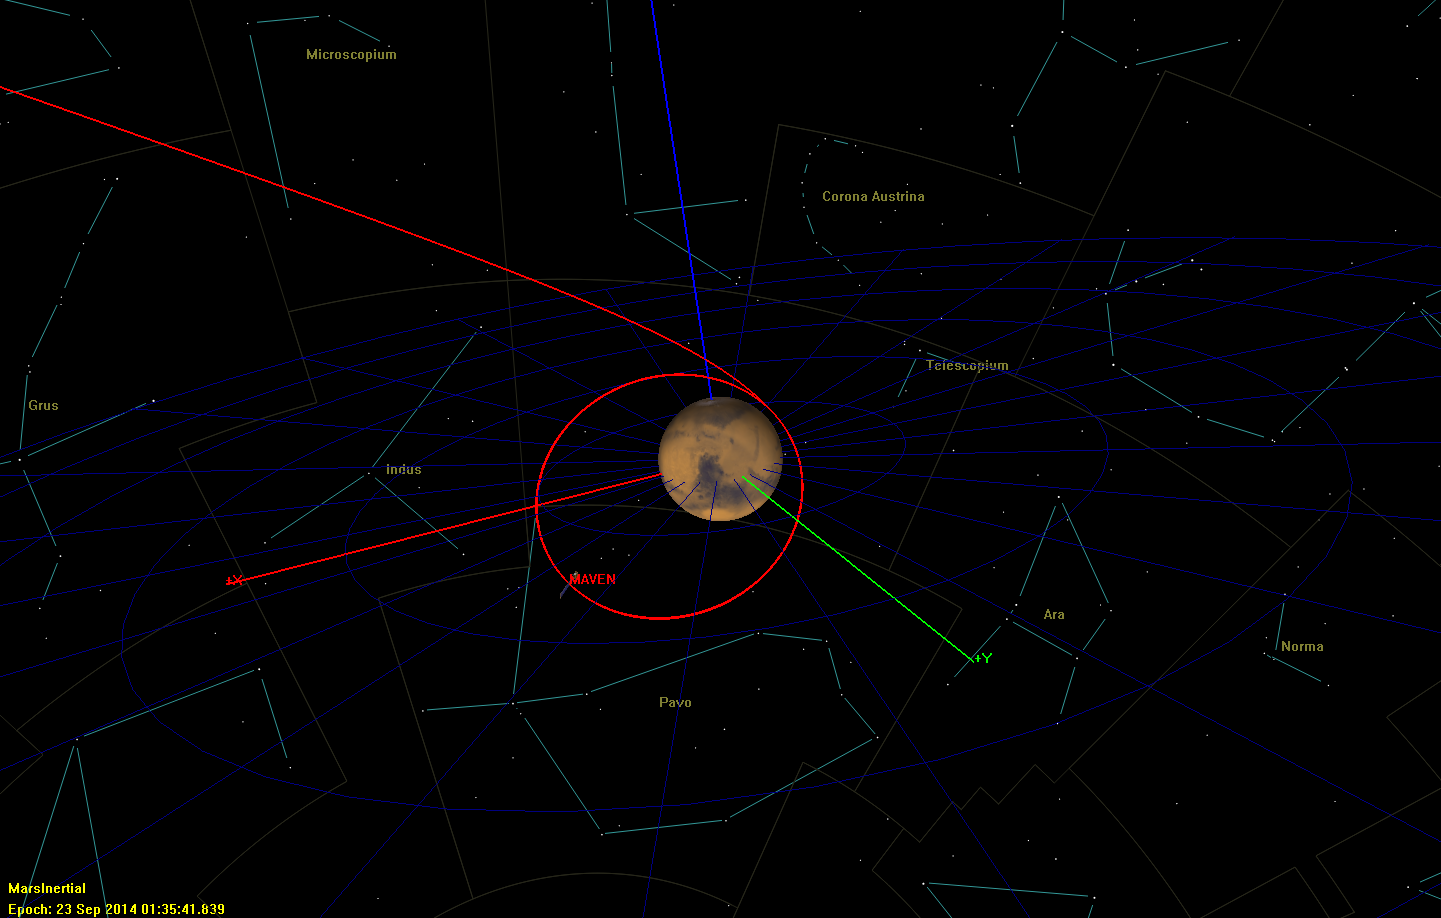 Microscopium
Corona Austrina
Telescopium
Grus
Indus
+X
MAVEN
Ara
Norma
+Y
Pavo
MarsInertial
Epoch: 23 Sep 2014 01:35:41.839